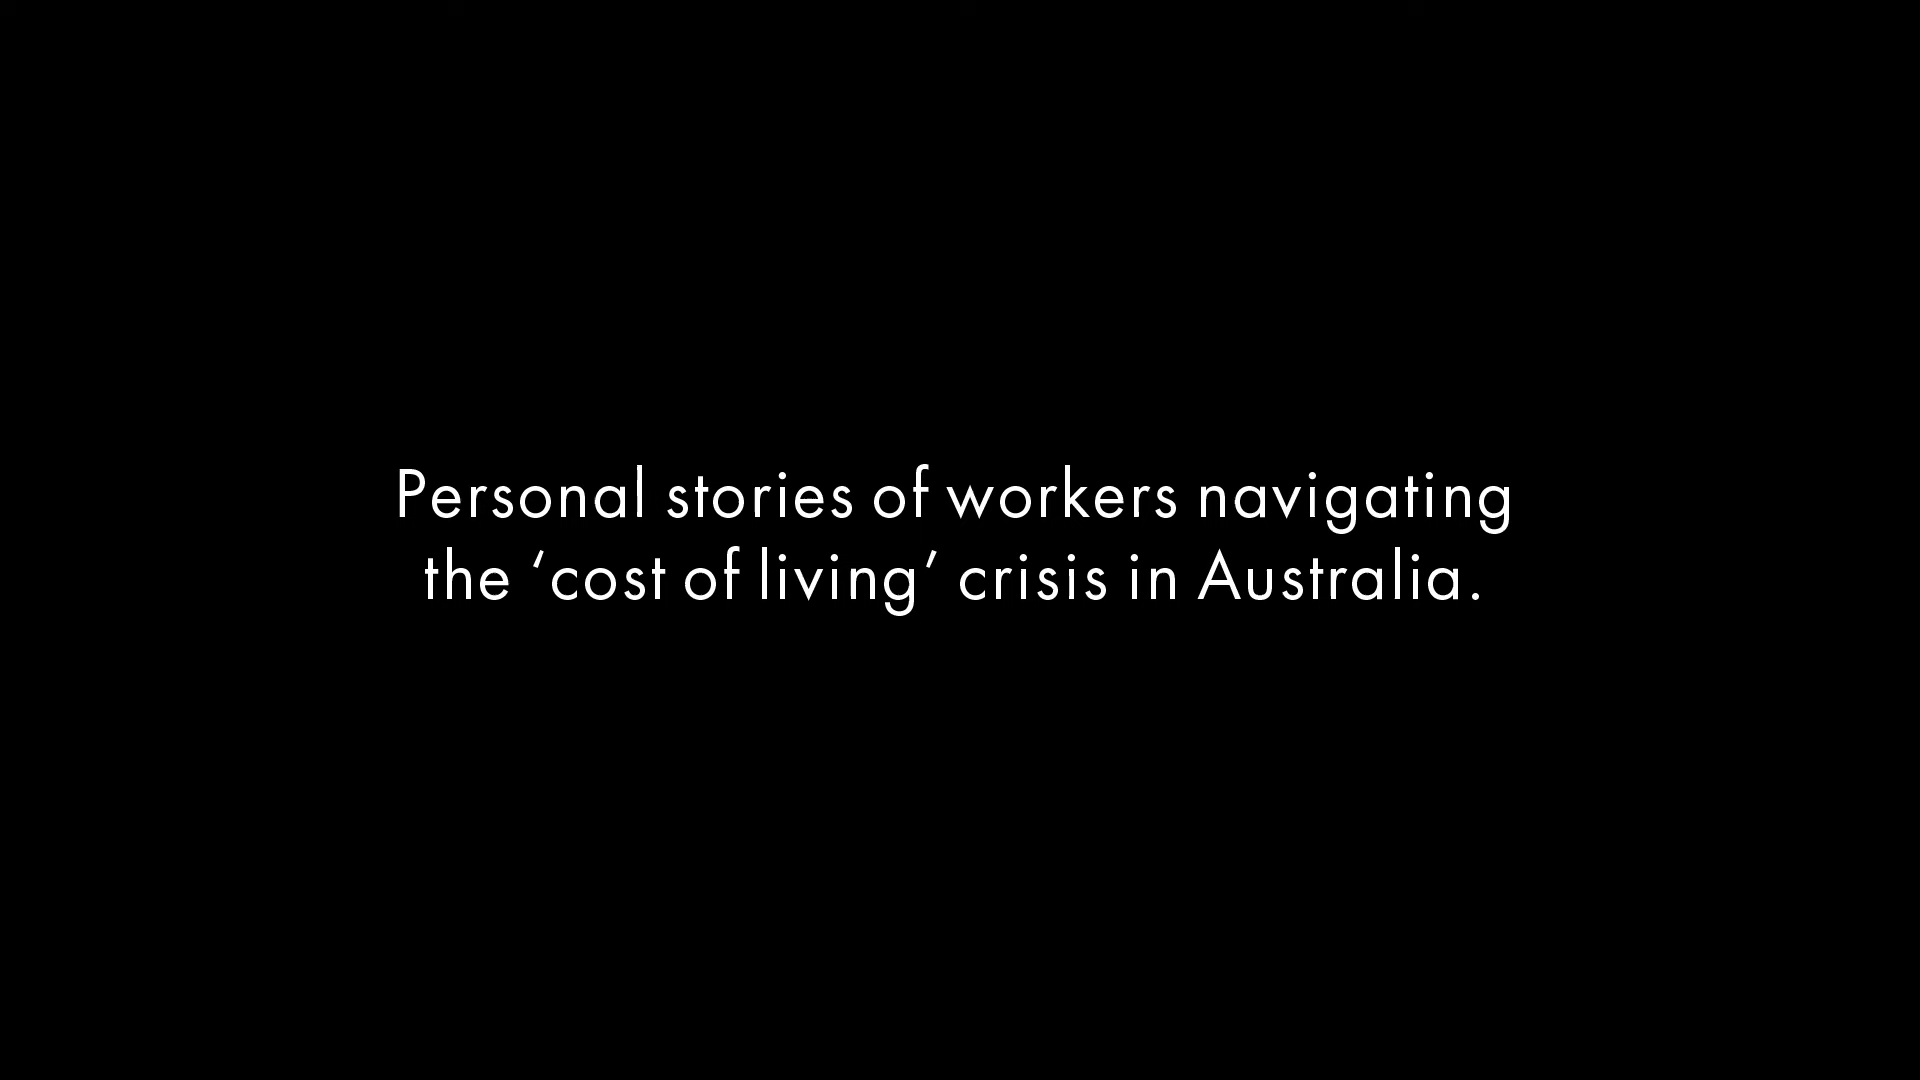 Personal stories of workers navigating
the ‘cost of living’ crisis in Australia.